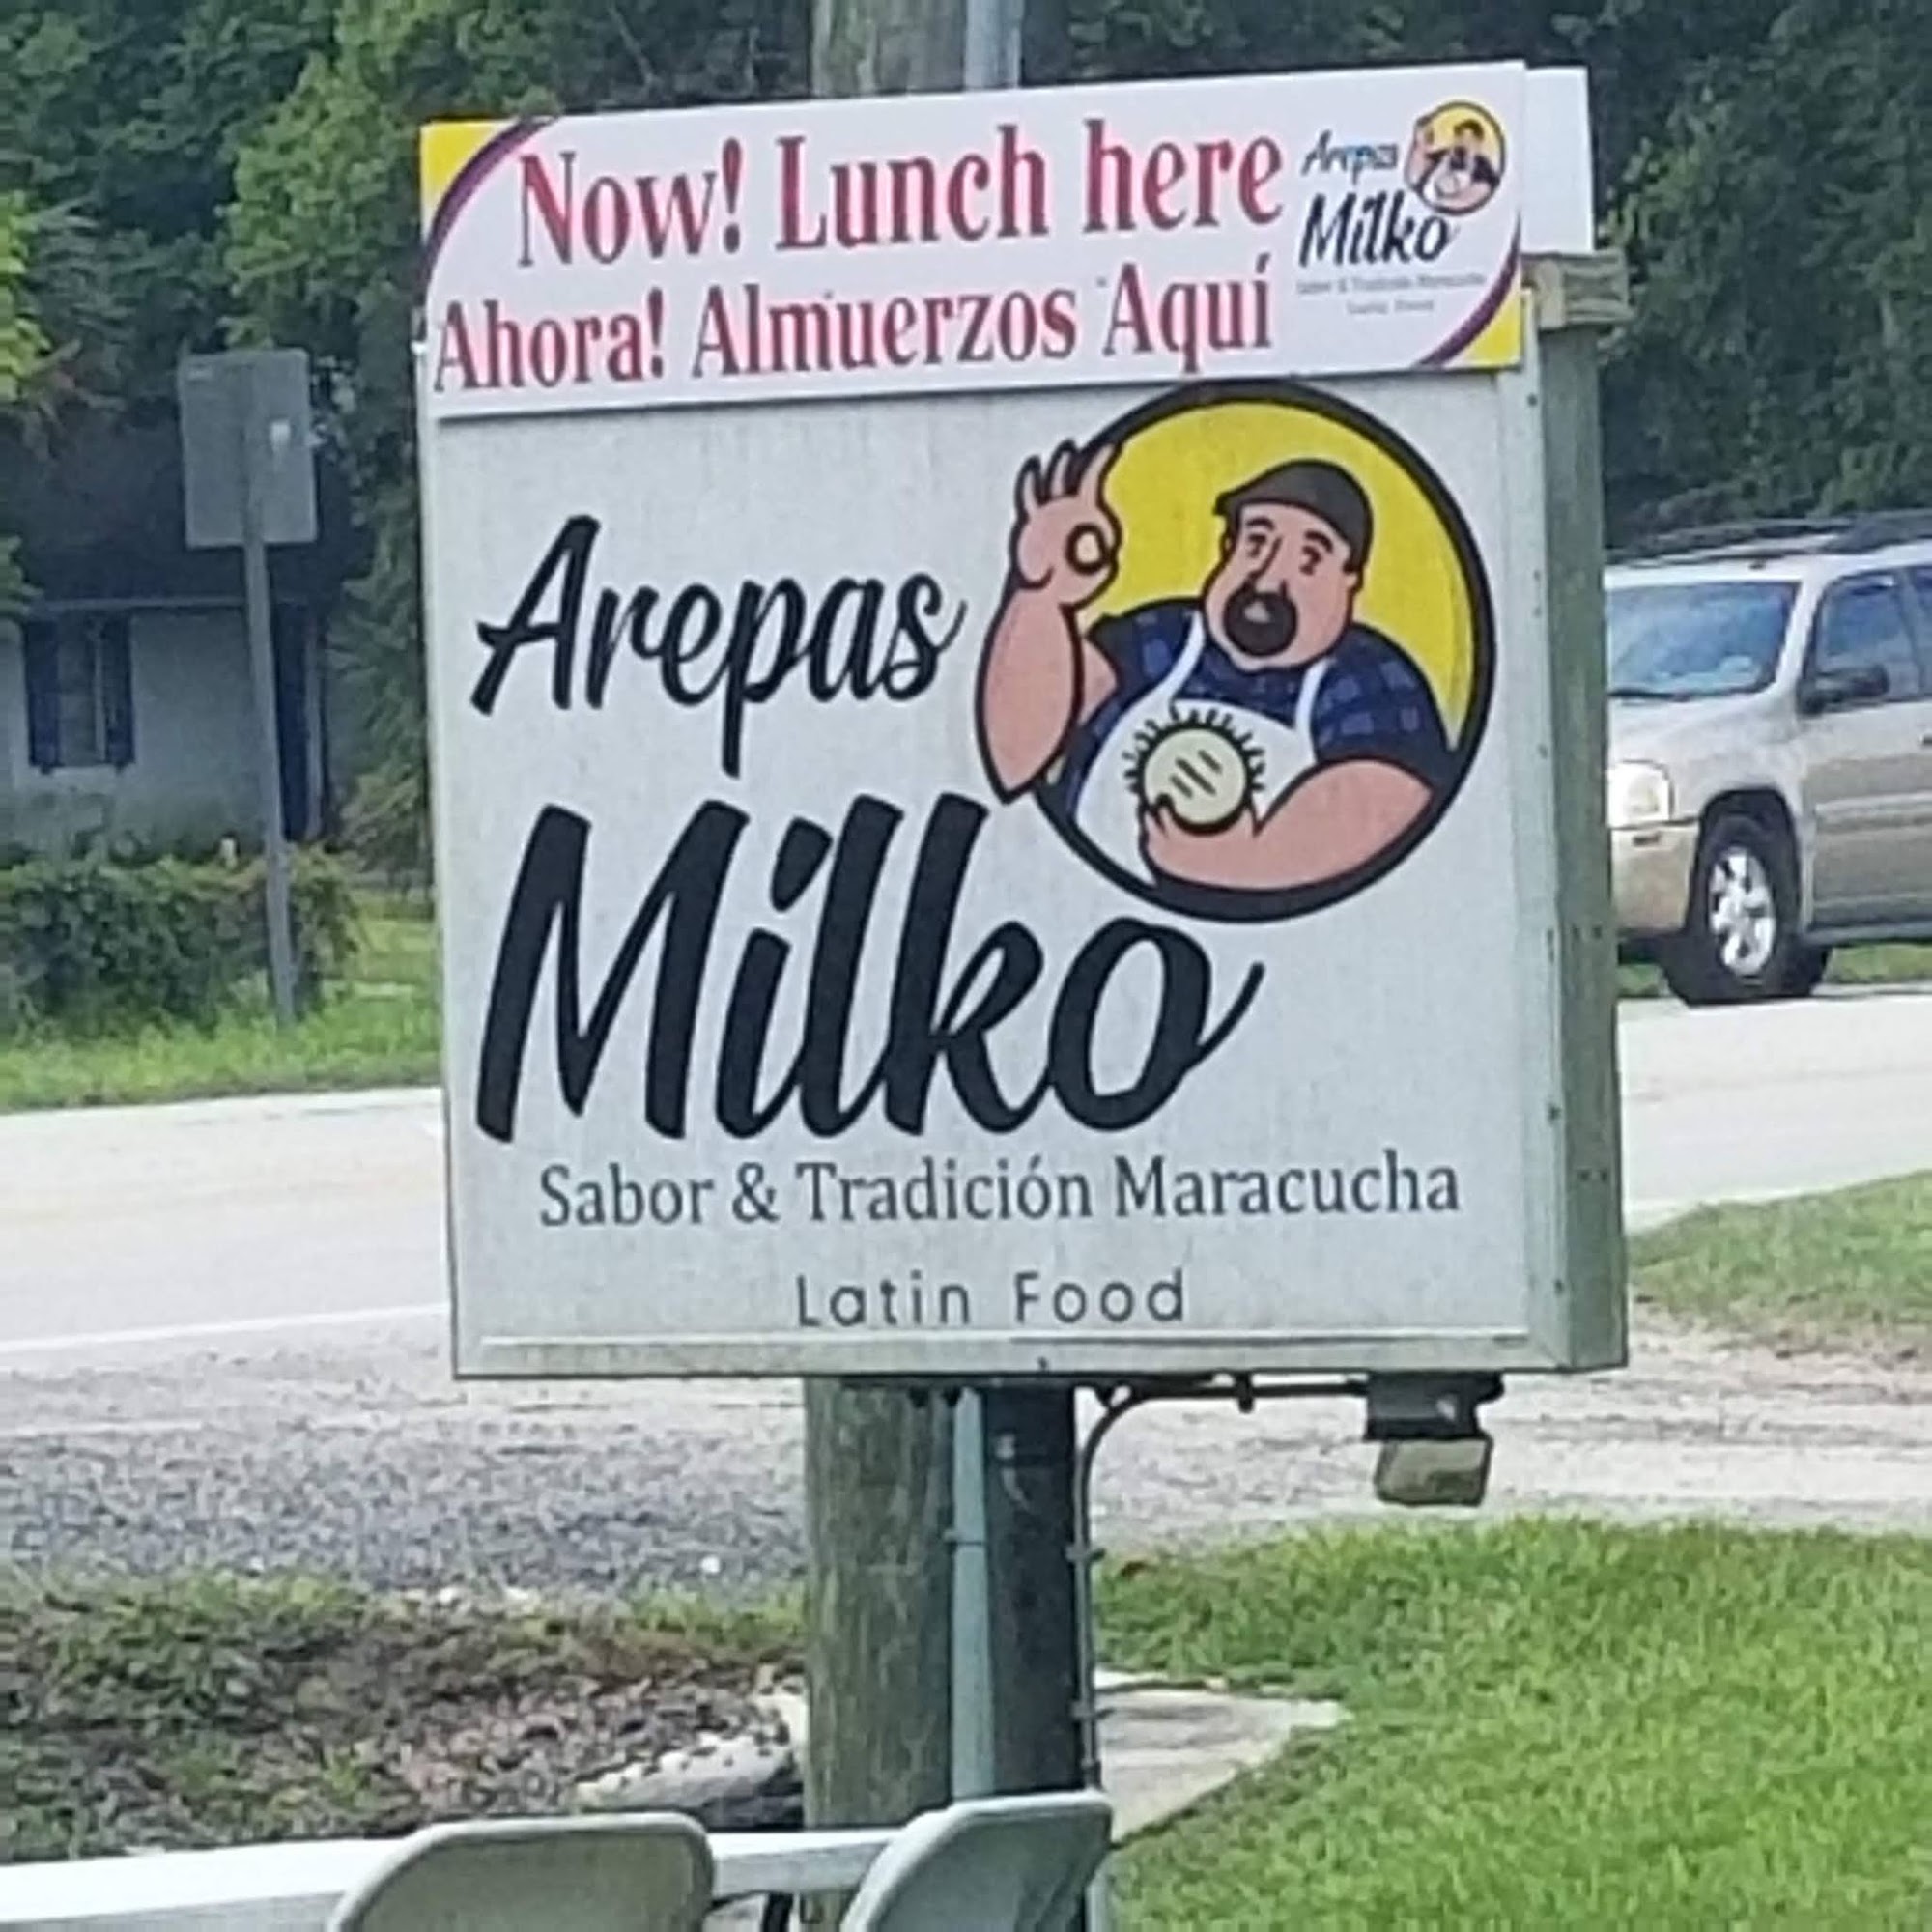 Now! Lunch here
Ahora! Almuerzos Aquí
Arepas
Milko
Arepas
Milko
Sabor & Tradición Maracucha
Latin Food